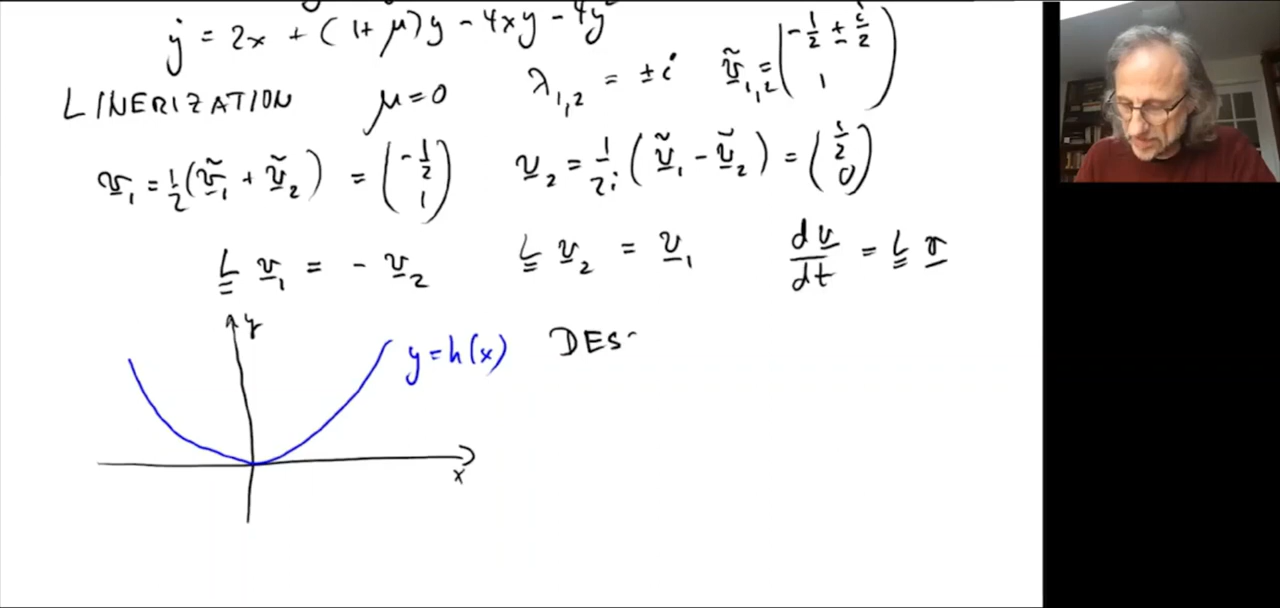 ẏ = 2x + (1+μ)y - 4xy - 4y²
LINERIZATION μ=0 λ₁,₂ = ±i ṽ₁,₂ = (-1/2 ± i/2, 1)
v₁ = 1/2(ṽ₁ + ṽ₂) = (-1/2, 1) v₂ = 1/2i (ṽ₁ - ṽ₂) = (i/2, 0)
L v₁ = - v₂ L v₂ = v₁ dv/dt = L v
y
y=h(x) DES
x